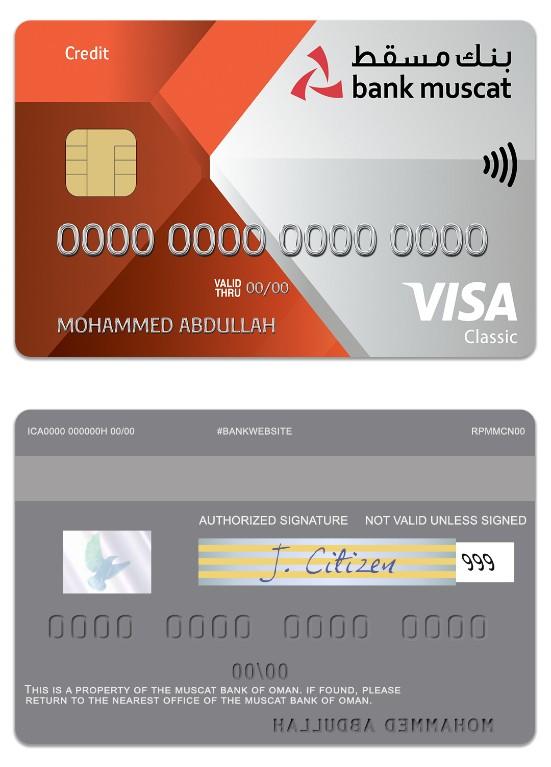 Credit
بنك مسقط
bank muscat
0000 0000 0000 0000
VALID THRU 00/00
MOHAMMED ABDULLAH
VISA
Classic
ICA0000 000000H 00/00 #BANKWEBSITE RPMMCN00
AUTHORIZED SIGNATURE NOT VALID UNLESS SIGNED
J. Citizen 999
0000 0000 0000 0000
00/00
THIS IS A PROPERTY OF THE MUSCAT BANK OF OMAN. IF FOUND, PLEASE
RETURN TO THE NEAREST OFFICE OF THE MUSCAT BANK OF OMAN.
MOHAMMED ABDULLAH